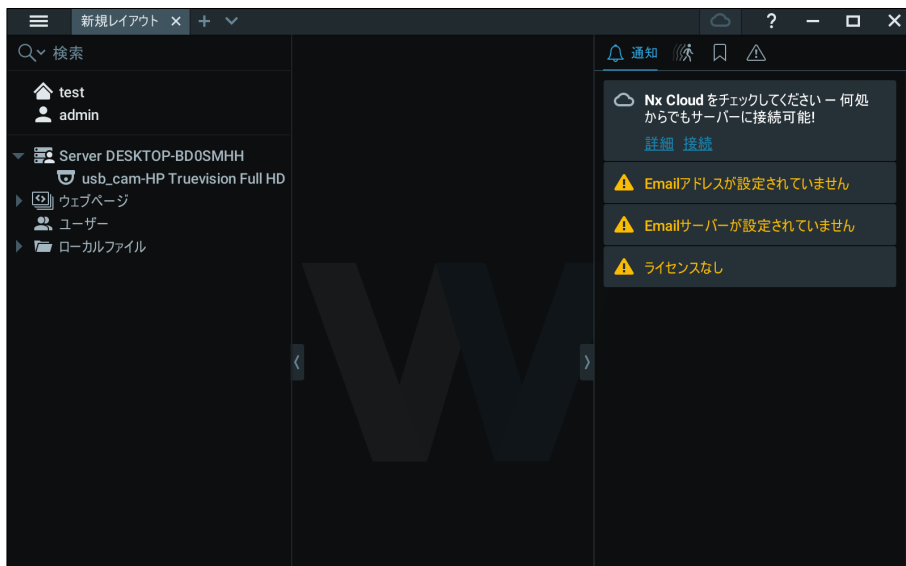 新規レイアウト
検索
test
admin
Server DESKTOP-BD0SMHH
usb_cam-HP Truevision Full HD
ウェブページ
ユーザー
ローカルファイル
通知
Nx Cloud をチェックしてください − 何処
からでもサーバーに接続可能!
詳細 接続
Emailアドレスが設定されていません
Emailサーバーが設定されていません
ライセンスなし